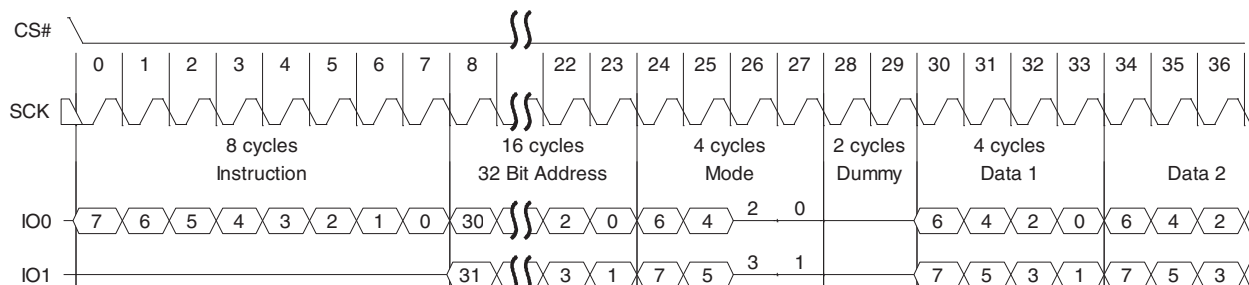 CS#
0 1 2 3 4 5 6 7 8 22 23 24 25 26 27 28 29 30 31 32 33 34 35 36
SCK
8 cycles 16 cycles 4 cycles 2 cycles 4 cycles
Instruction 32 Bit Address Mode Dummy Data 1 Data 2
IO0 7 6 5 4 3 2 1 0 30 2 0 6 4 2 0 6 4 2 0 6 4 2
IO1 31 3 1 7 5 3 1 7 5 3 1 7 5 3